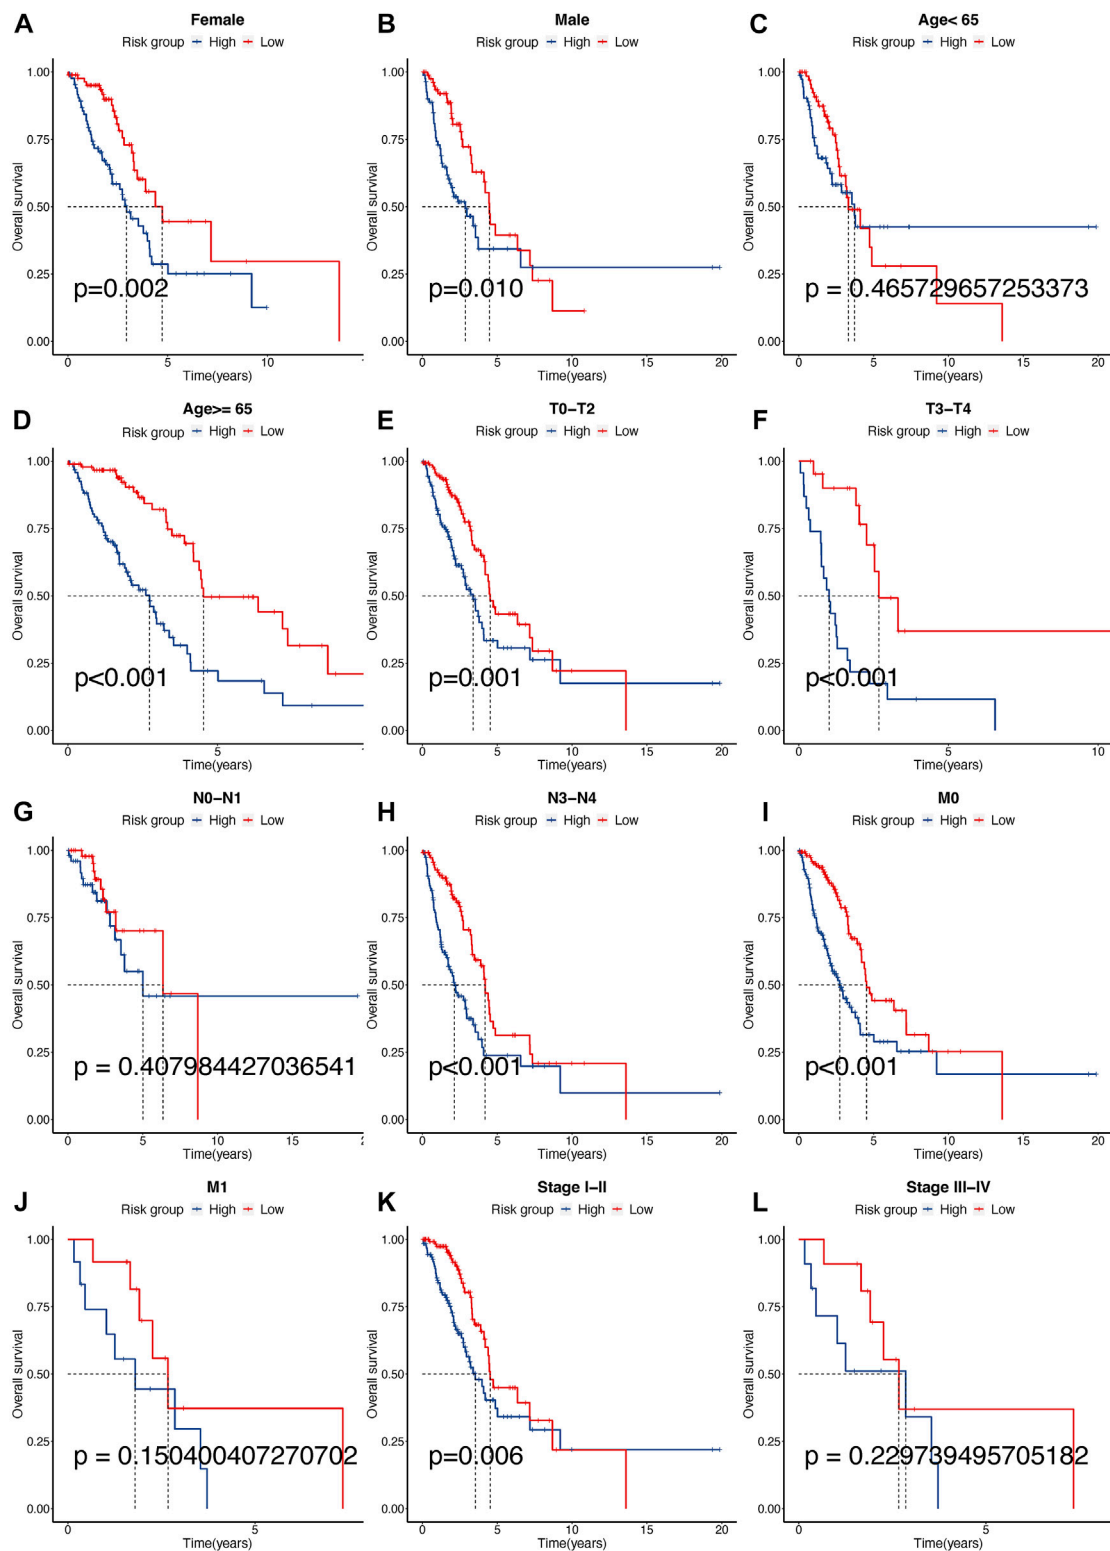 A
Female
Risk group High Low
Overall survival
1.00
0.75
0.50
0.25
0.00
p=0.002
0 5 10
Time(years)
B
Male
Risk group High Low
Overall survival
1.00
0.75
0.50
0.25
0.00
p=0.010
0 5 10 15 20
Time(years)
C
Age< 65
Risk group High Low
Overall survival
1.00
0.75
0.50
0.25
0.00
p = 0.465729657253373
0 5 10 15 20
Time(years)
D
Age>= 65
Risk group High Low
Overall survival
1.00
0.75
0.50
0.25
0.00
p<0.001
0 5
Time(years)
E
T0–T2
Risk group High Low
Overall survival
1.00
0.75
0.50
0.25
0.00
p=0.001
0 5 10 15 20
Time(years)
F
T3–T4
Risk group High Low
Overall survival
1.00
0.75
0.50
0.25
0.00
p<0.001
0 5 10
Time(years)
G
N0–N1
Risk group High Low
Overall survival
1.00
0.75
0.50
0.25
0.00
p = 0.407984427036541
0 5 10 15
Time(years)
H
N3–N4
Risk group High Low
Overall survival
1.00
0.75
0.50
0.25
0.00
p<0.001
0 5 10 15 20
Time(years)
I
M0
Risk group High Low
Overall survival
1.00
0.75
0.50
0.25
0.00
p<0.001
0 5 10 15 20
Time(years)
J
M1
Risk group High Low
Overall survival
1.00
0.75
0.50
0.25
0.00
p = 0.150400407270702
0 5
Time(years)
K
Stage I–II
Risk group High Low
Overall survival
1.00
0.75
0.50
0.25
0.00
p=0.006
0 5 10 15 20
Time(years)
L
Stage III–IV
Risk group High Low
Overall survival
1.00
0.75
0.50
0.25
0.00
p = 0.229739495705182
0 5
Time(years)